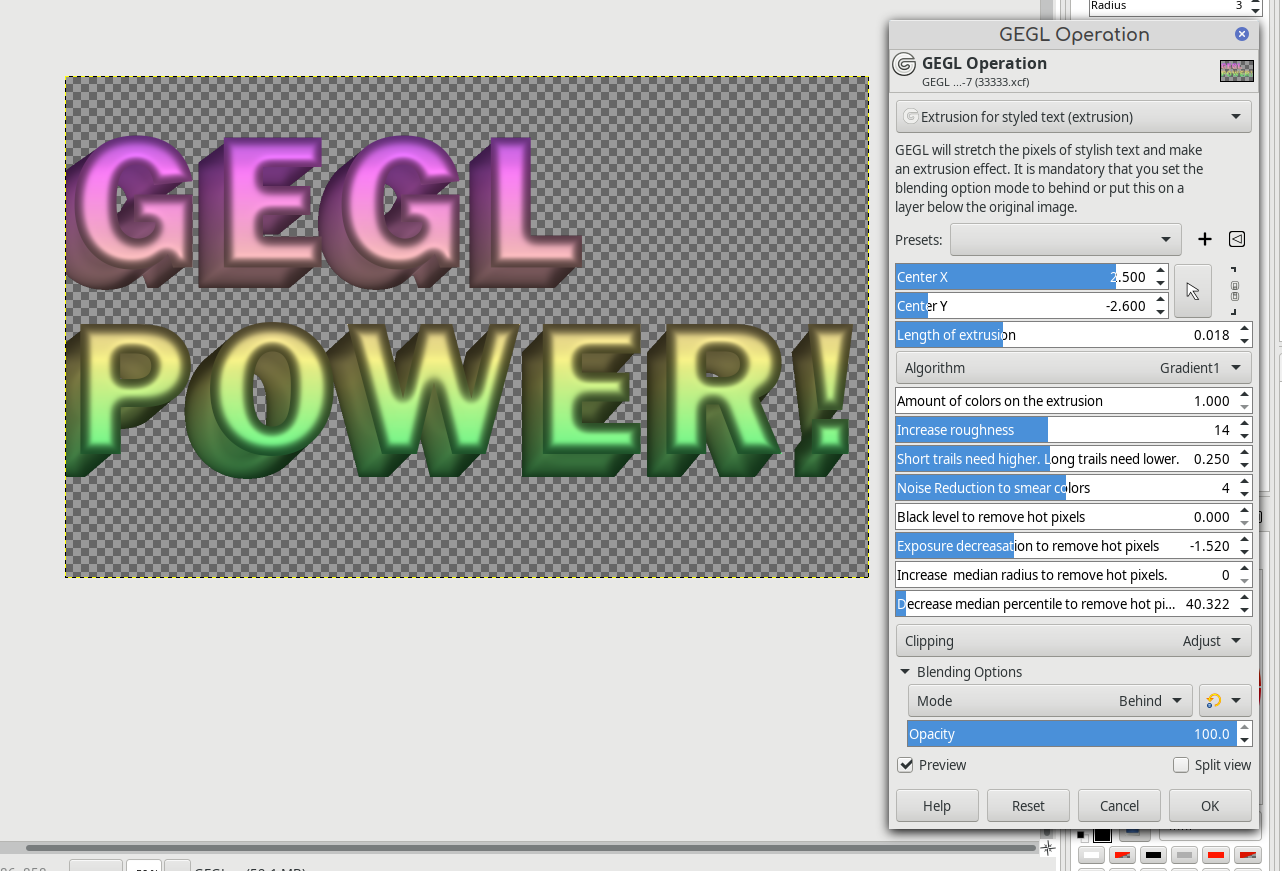 Radius 3
GEGL Operation
GEGL Operation
GEGL ...-7 (33333.xcf)
Extrusion for styled text (extrusion)
GEGL will stretch the pixels of stylish text and make
an extrusion effect. It is mandatory that you set the
blending option mode to behind or put this on a
layer below the original image.
Presets:
Center X 2.500
Center Y -2.600
Length of extrusion 0.018
Algorithm Gradient1
Amount of colors on the extrusion 1.000
Increase roughness 14
Short trails need higher. Long trails need lower. 0.250
Noise Reduction to smear colors 4
Black level to remove hot pixels 0.000
Exposure decreasation to remove hot pixels -1.520
Increase  median radius to remove hot pixels. 0
Decrease median percentile to remove hot pi... 40.322
Clipping Adjust
Blending Options
Mode Behind
Opacity 100.0
Preview Split view
Help Reset Cancel OK
GEGL
POWER!